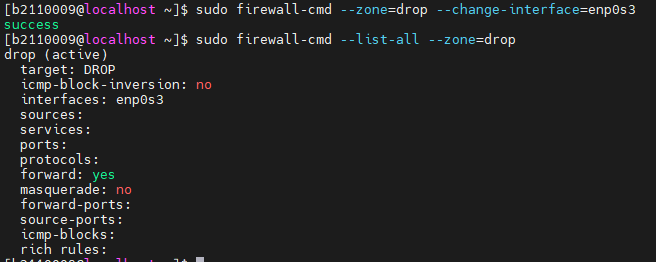 [b2110009@localhost ~]$ sudo firewall-cmd --zone=drop --change-interface=enp0s3
success
[b2110009@localhost ~]$ sudo firewall-cmd --list-all --zone=drop
drop (active)
  target: DROP
  icmp-block-inversion: no
  interfaces: enp0s3
  sources:
  services:
  ports:
  protocols:
  forward: yes
  masquerade: no
  forward-ports:
  source-ports:
  icmp-blocks:
  rich rules:
[b2110009@localhost ~]$